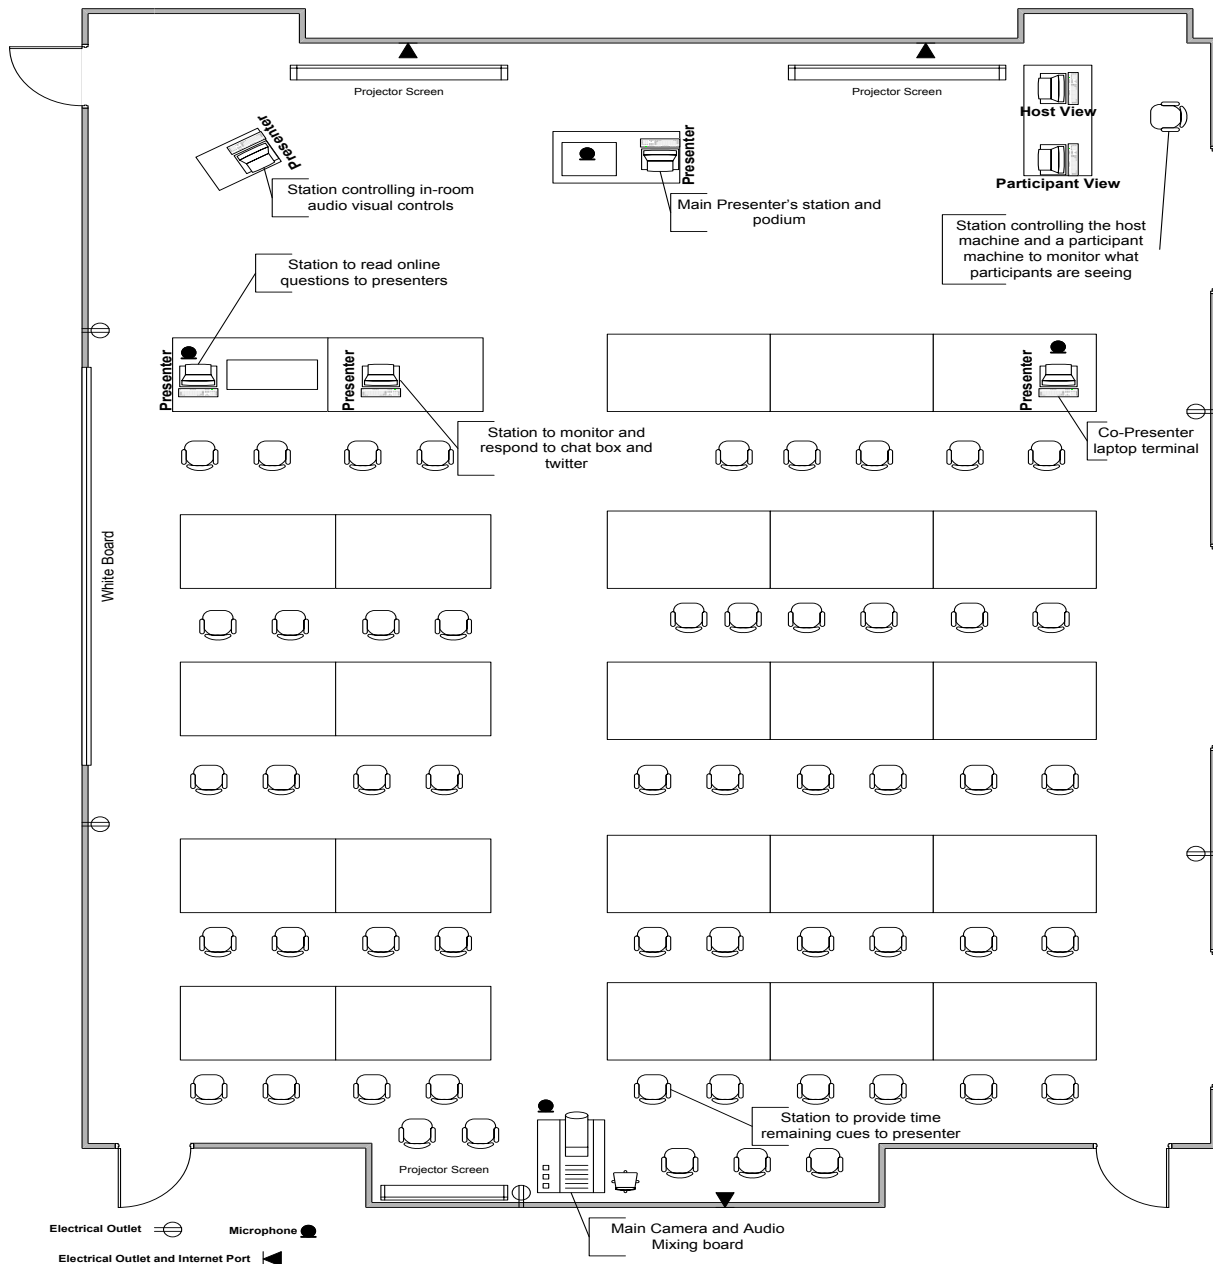 Projector Screen
Projector Screen
Host View
Participant View
Presenter
Station controlling in-room
audio visual controls
Presenter
Main Presenter's station and
podium
Station controlling the host
machine and a participant
machine to monitor what
participants are seeing
Station to read online
questions to presenters
Presenter
Presenter
Presenter
Station to monitor and
respond to chat box and
twitter
Co-Presenter
laptop terminal
White Board
Station to provide time
remaining cues to presenter
Projector Screen
Main Camera and Audio
Mixing board
Electrical Outlet
Microphone
Electrical Outlet and Internet Port